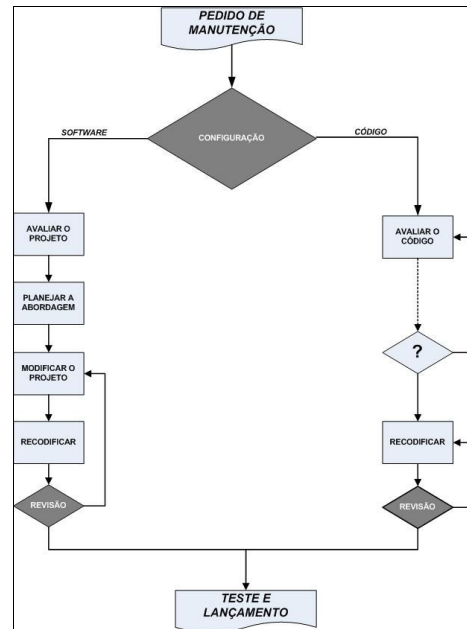 PEDIDO DE
MANUTENÇÃO
CONFIGURAÇÃO
SOFTWARE
CÓDIGO
AVALIAR O
PROJETO
AVALIAR O
CÓDIGO
PLANEJAR A
ABORDAGEM
MODIFICAR O
PROJETO
?
RECODIFICAR
RECODIFICAR
REVISÃO
REVISÃO
TESTE E
LANÇAMENTO